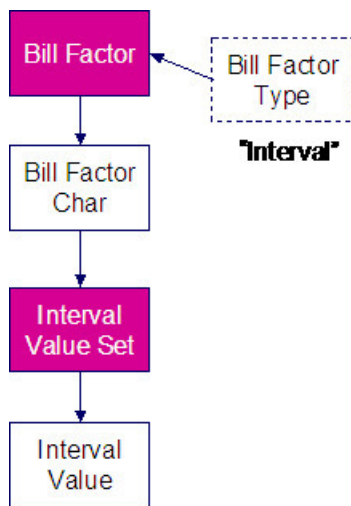 Bill Factor
Bill Factor
Type
"Interval"
Bill Factor
Char
Interval
Value Set
Interval
Value